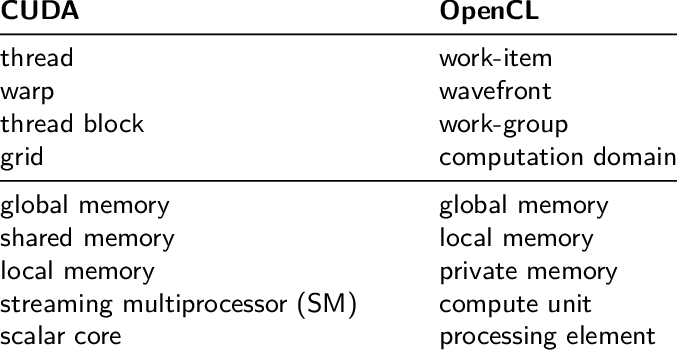 CUDA OpenCL
thread work-item
warp wavefront
thread block work-group
grid computation domain
global memory global memory
shared memory local memory
local memory private memory
streaming multiprocessor (SM) compute unit
scalar core processing element